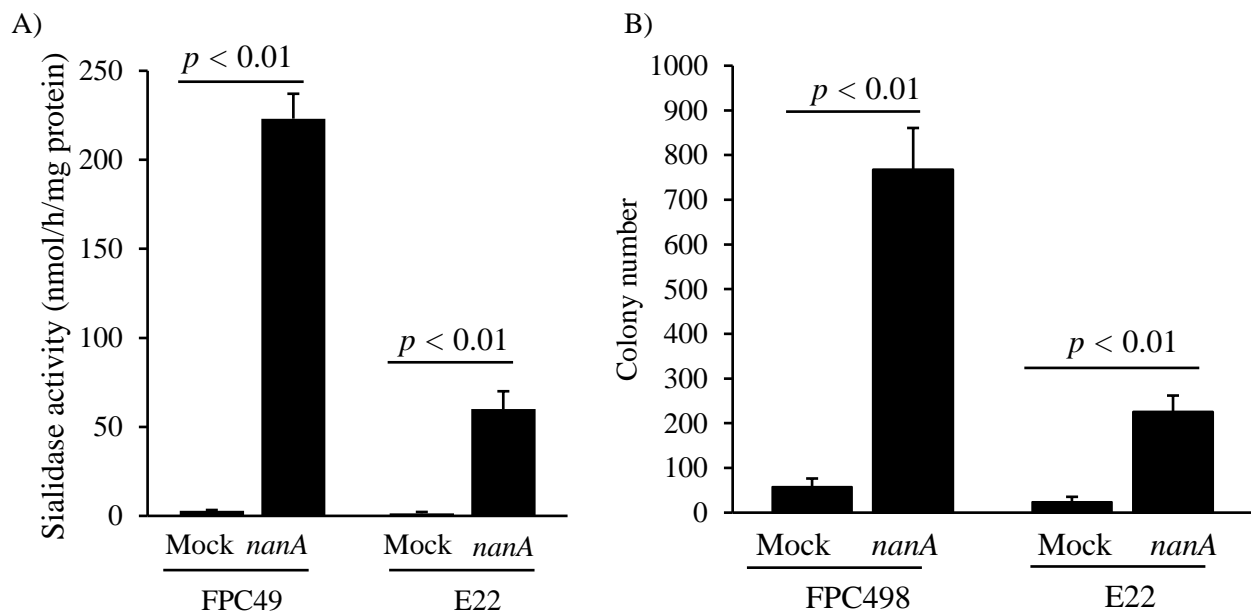 A)
p < 0.01
Sialidase activity (nmol/h/mg protein)
250
200
150
100
50
0
p < 0.01
Mock nanA
Mock nanA
FPC49
E22
B)
p < 0.01
Colony number
1000
900
800
700
600
500
400
300
200
100
0
p < 0.01
Mock nanA
Mock nanA
FPC498
E22